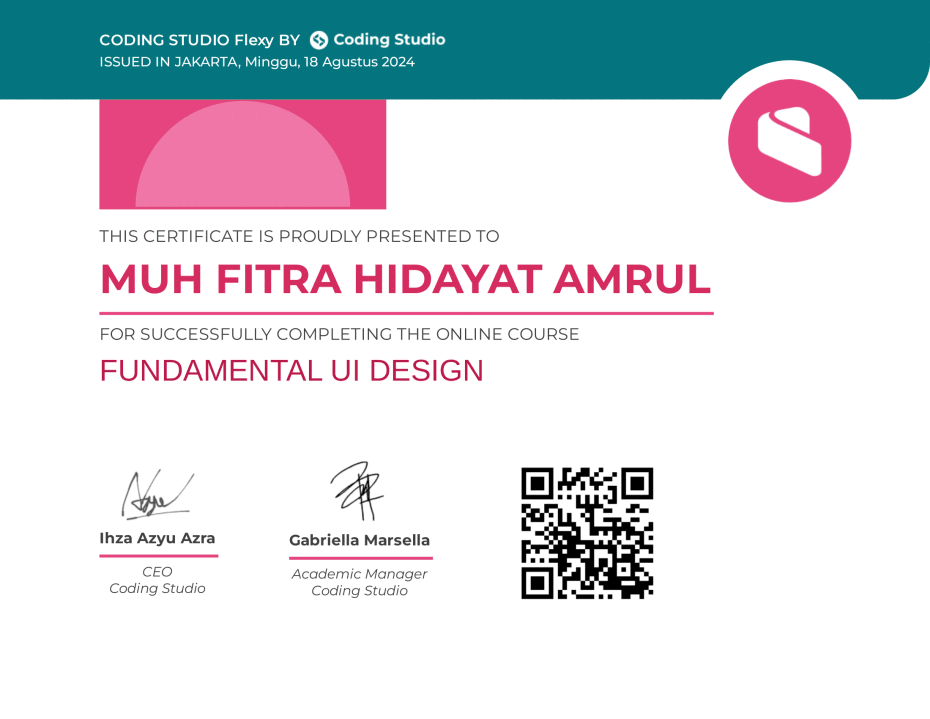 CODING STUDIO Flexy BY Coding Studio
ISSUED IN JAKARTA, Minggu, 18 Agustus 2024
THIS CERTIFICATE IS PROUDLY PRESENTED TO
MUH FITRA HIDAYAT AMRUL
FOR SUCCESSFULLY COMPLETING THE ONLINE COURSE
FUNDAMENTAL UI DESIGN
Ihza Azyu Azra
CEO
Coding Studio
Gabriella Marsella
Academic Manager
Coding Studio